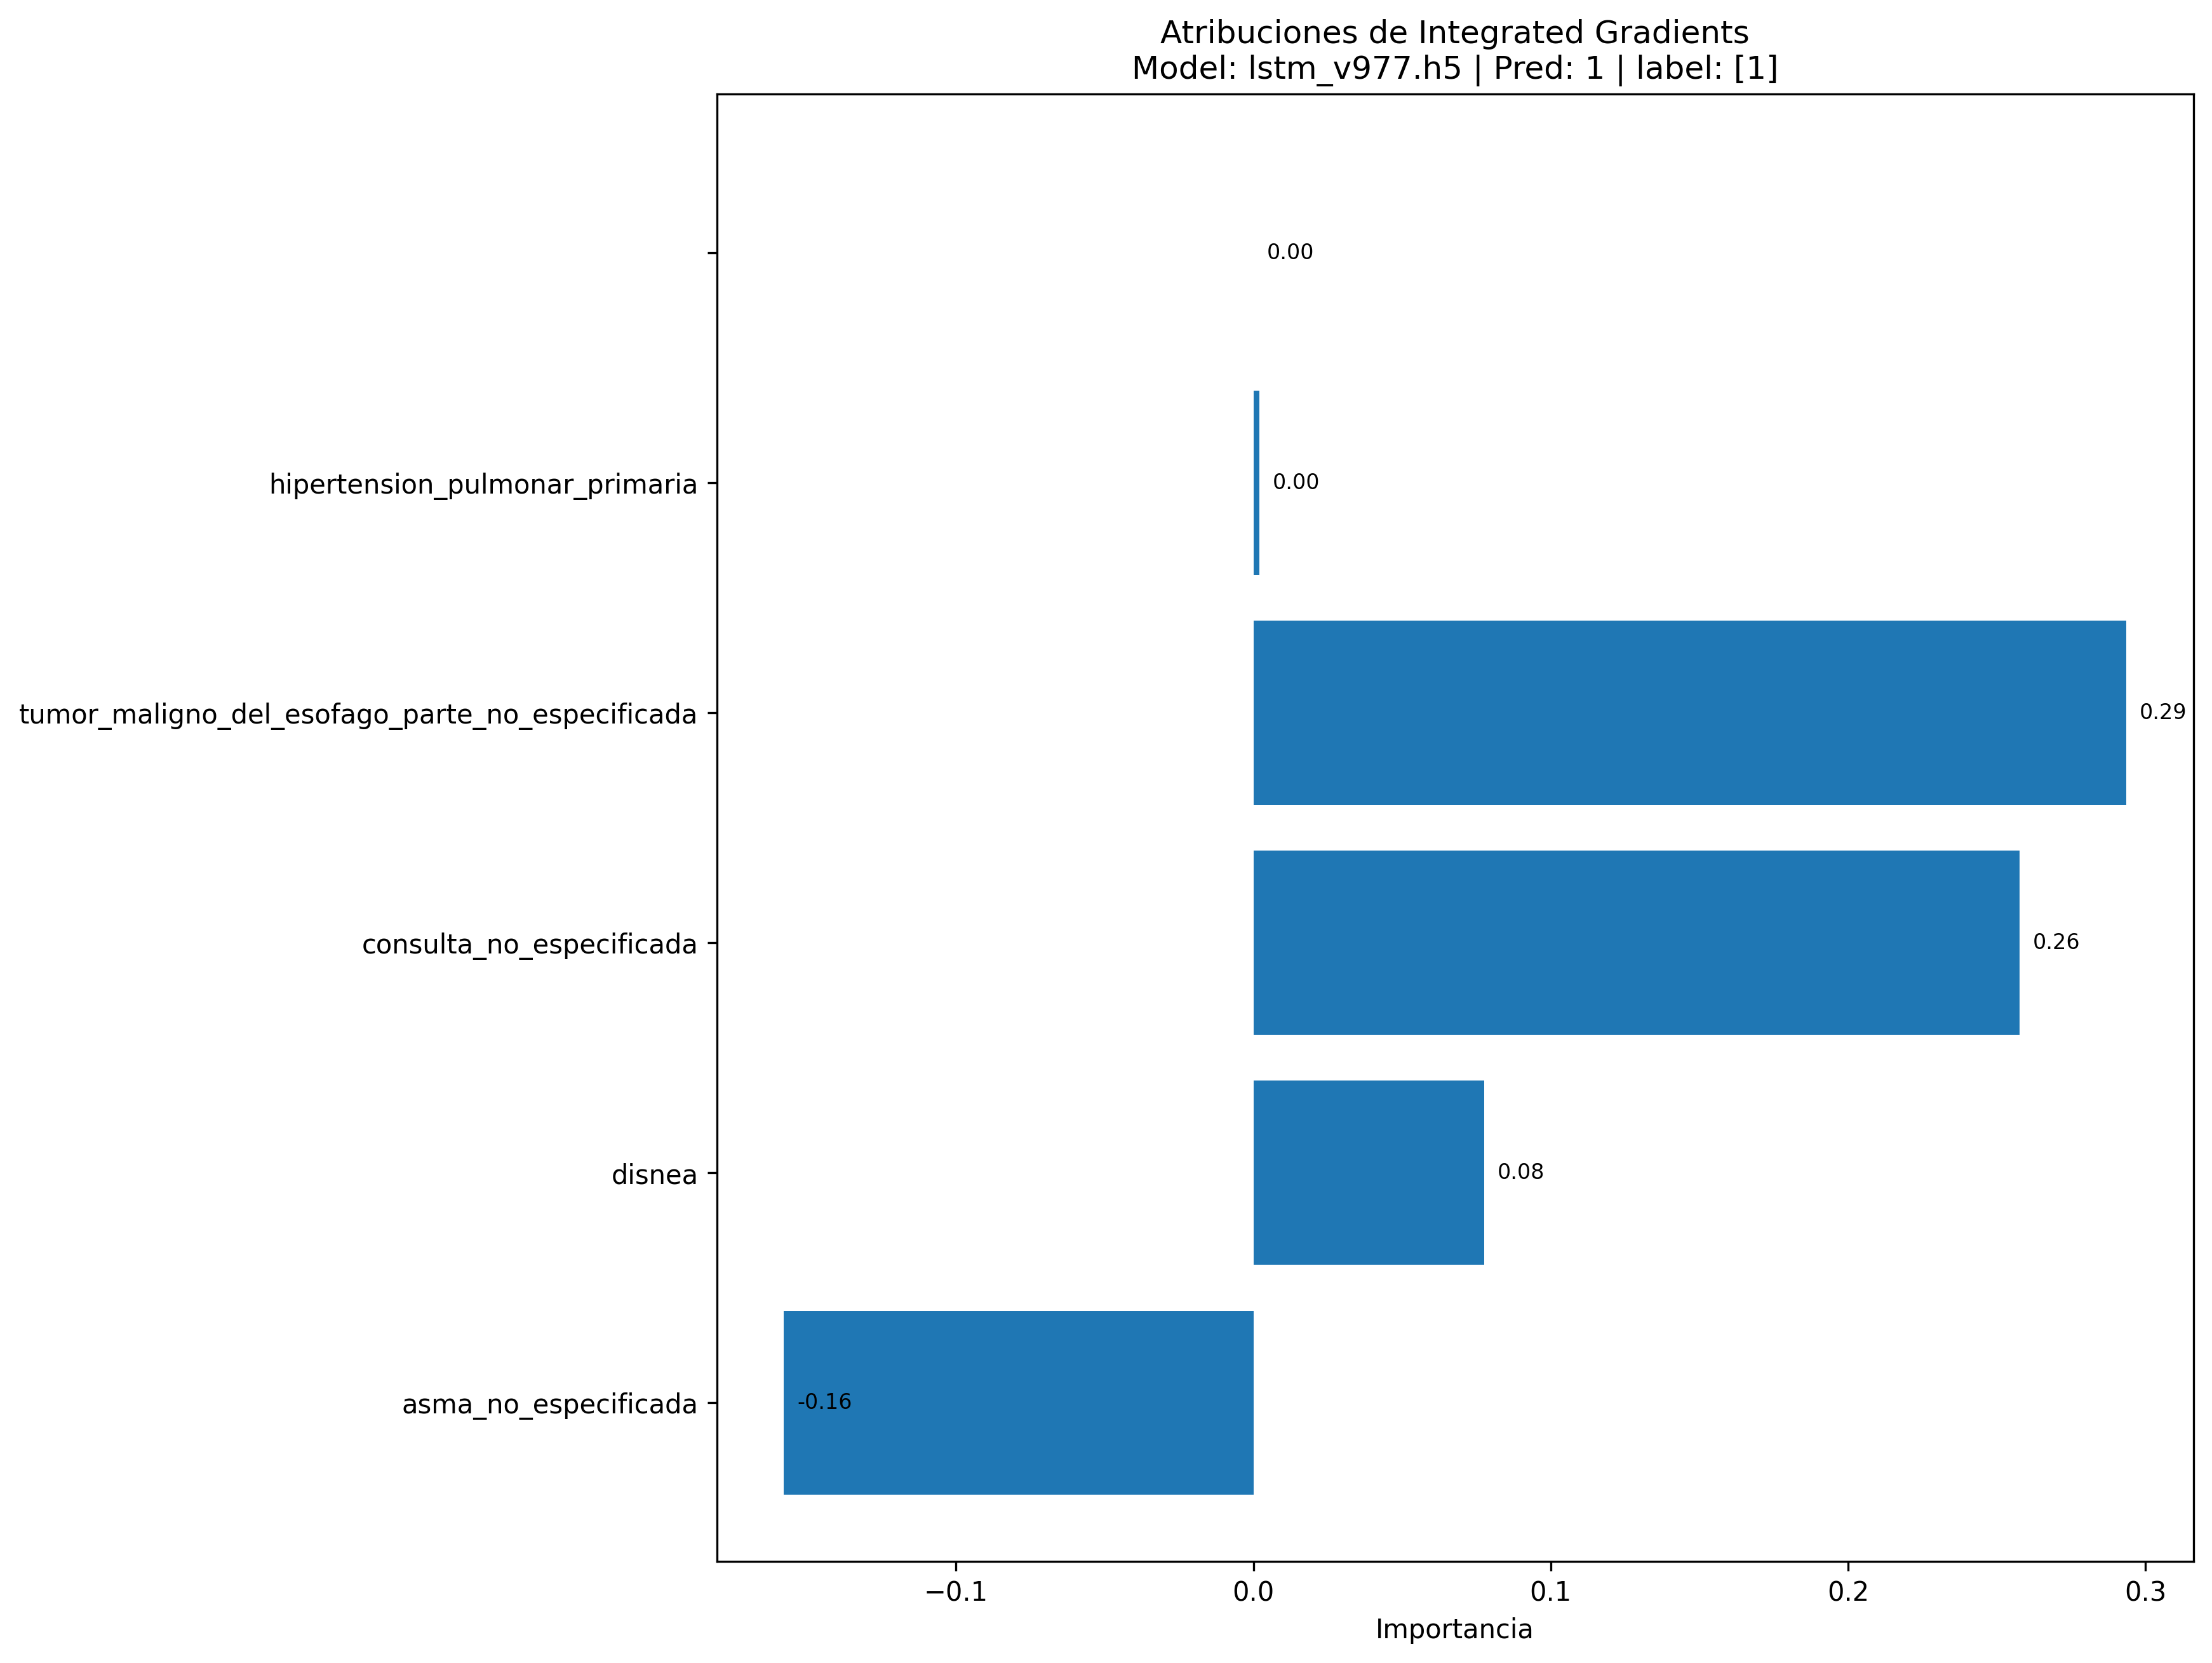 Atribuciones de Integrated Gradients
Model: lstm_v977.h5 | Pred: 1 | label: [1]
0.00
hipertension_pulmonar_primaria
0.00
tumor_maligno_del_esofago_parte_no_especificada
0.29
consulta_no_especificada
0.26
disnea
0.08
asma_no_especificada
-0.16
−0.1
0.0
0.1
0.2
0.3
Importancia